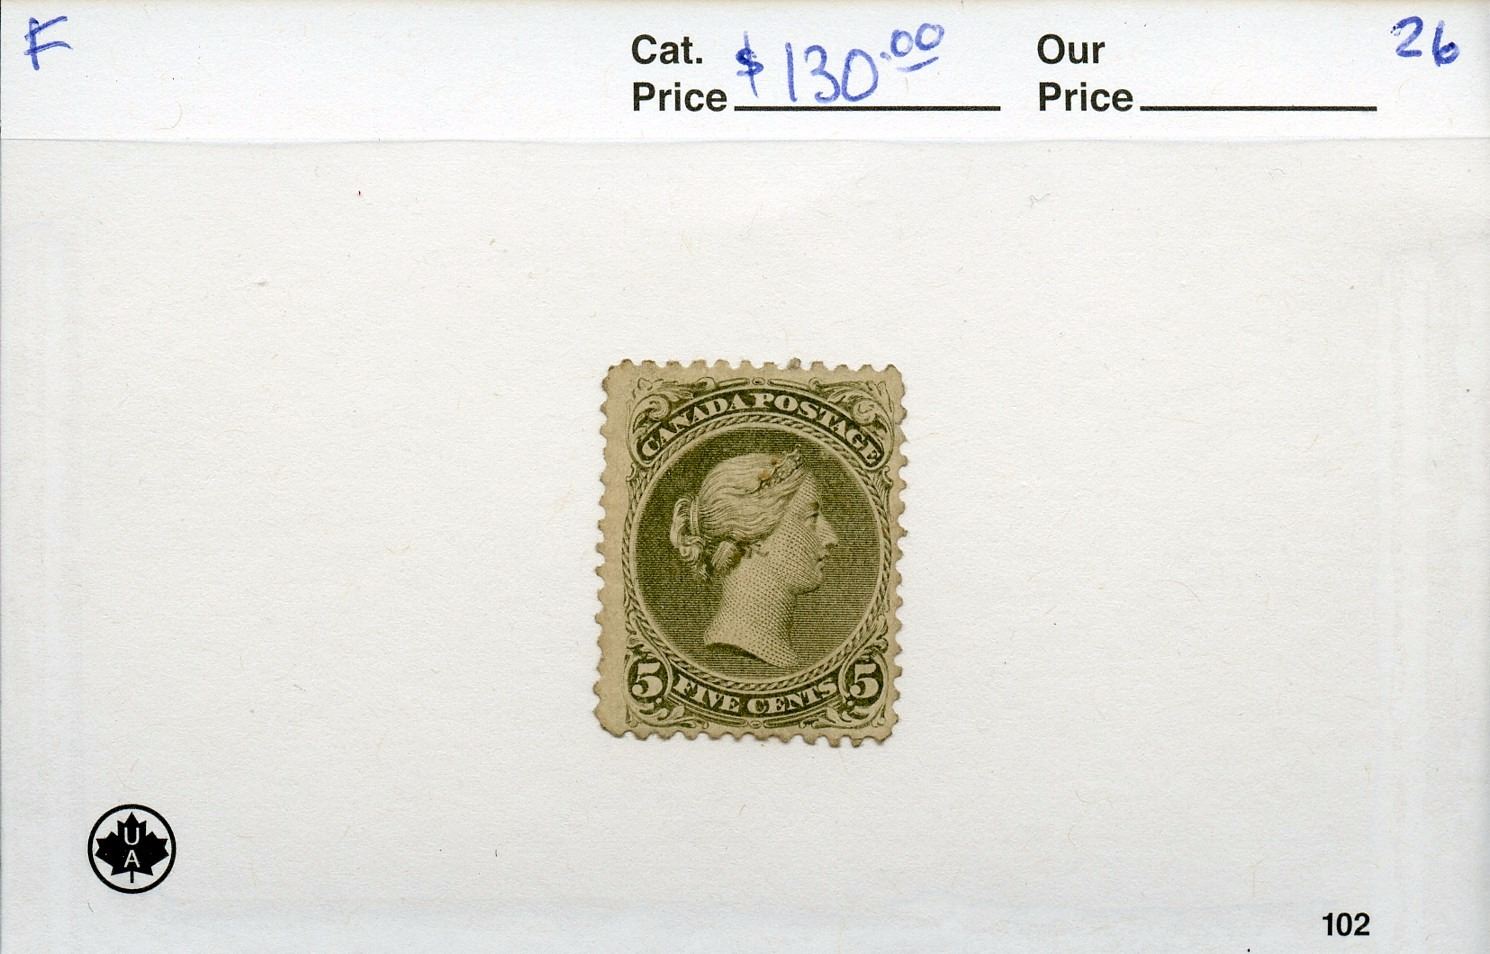 F
Cat. Price $130.00
Our Price
26
CANADA POSTAGE
5 FIVE CENTS 5
U
A
T
102